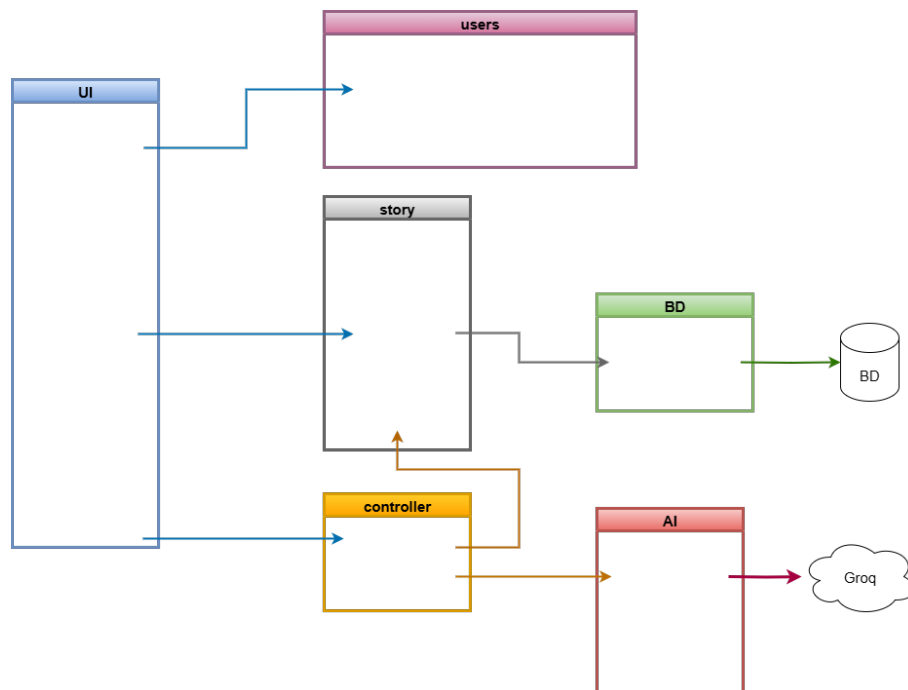 users
UI
story
BD
BD
controller
AI
Groq